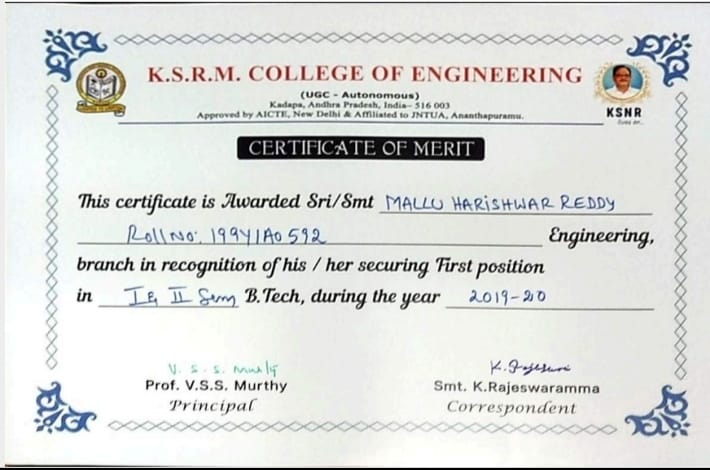 K.S.R.M. COLLEGE OF ENGINEERING
(UGC - Autonomous)
Kadapa, Andhra Pradesh, India- 516 003
Approved by AICTE, New Delhi & Affiliated to JNTUA, Ananthapuramu.
KSNR
lives on..
CERTIFICATE OF MERIT
This certificate is Awarded Sri/Smt MALLU HARISHWAR REDDY
Roll No: 199Y1A0592 Engineering,
branch in recognition of his / her securing First position
in I & II Sem B.Tech, during the year 2019-20
V. S. S. Murthy
Prof. V.S.S. Murthy
Principal
K. Rajeswari
Smt. K.Rajeswaramma
Correspondent